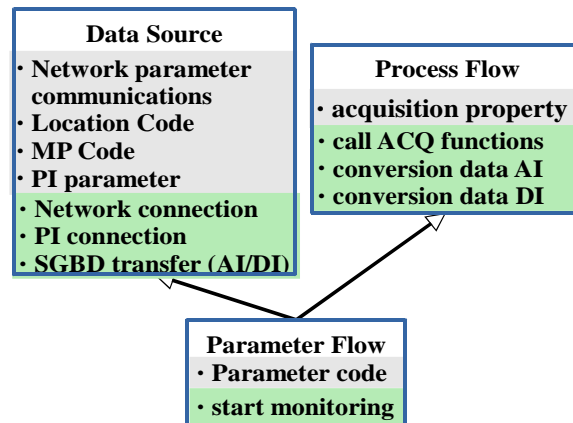 Data Source
· Network parameter
communications
· Location Code
· MP Code
· PI parameter
· Network connection
· PI connection
· SGBD transfer (AI/DI)
Process Flow
· acquisition property
· call ACQ functions
· conversion data AI
· conversion data DI
Parameter Flow
· Parameter code
· start monitoring